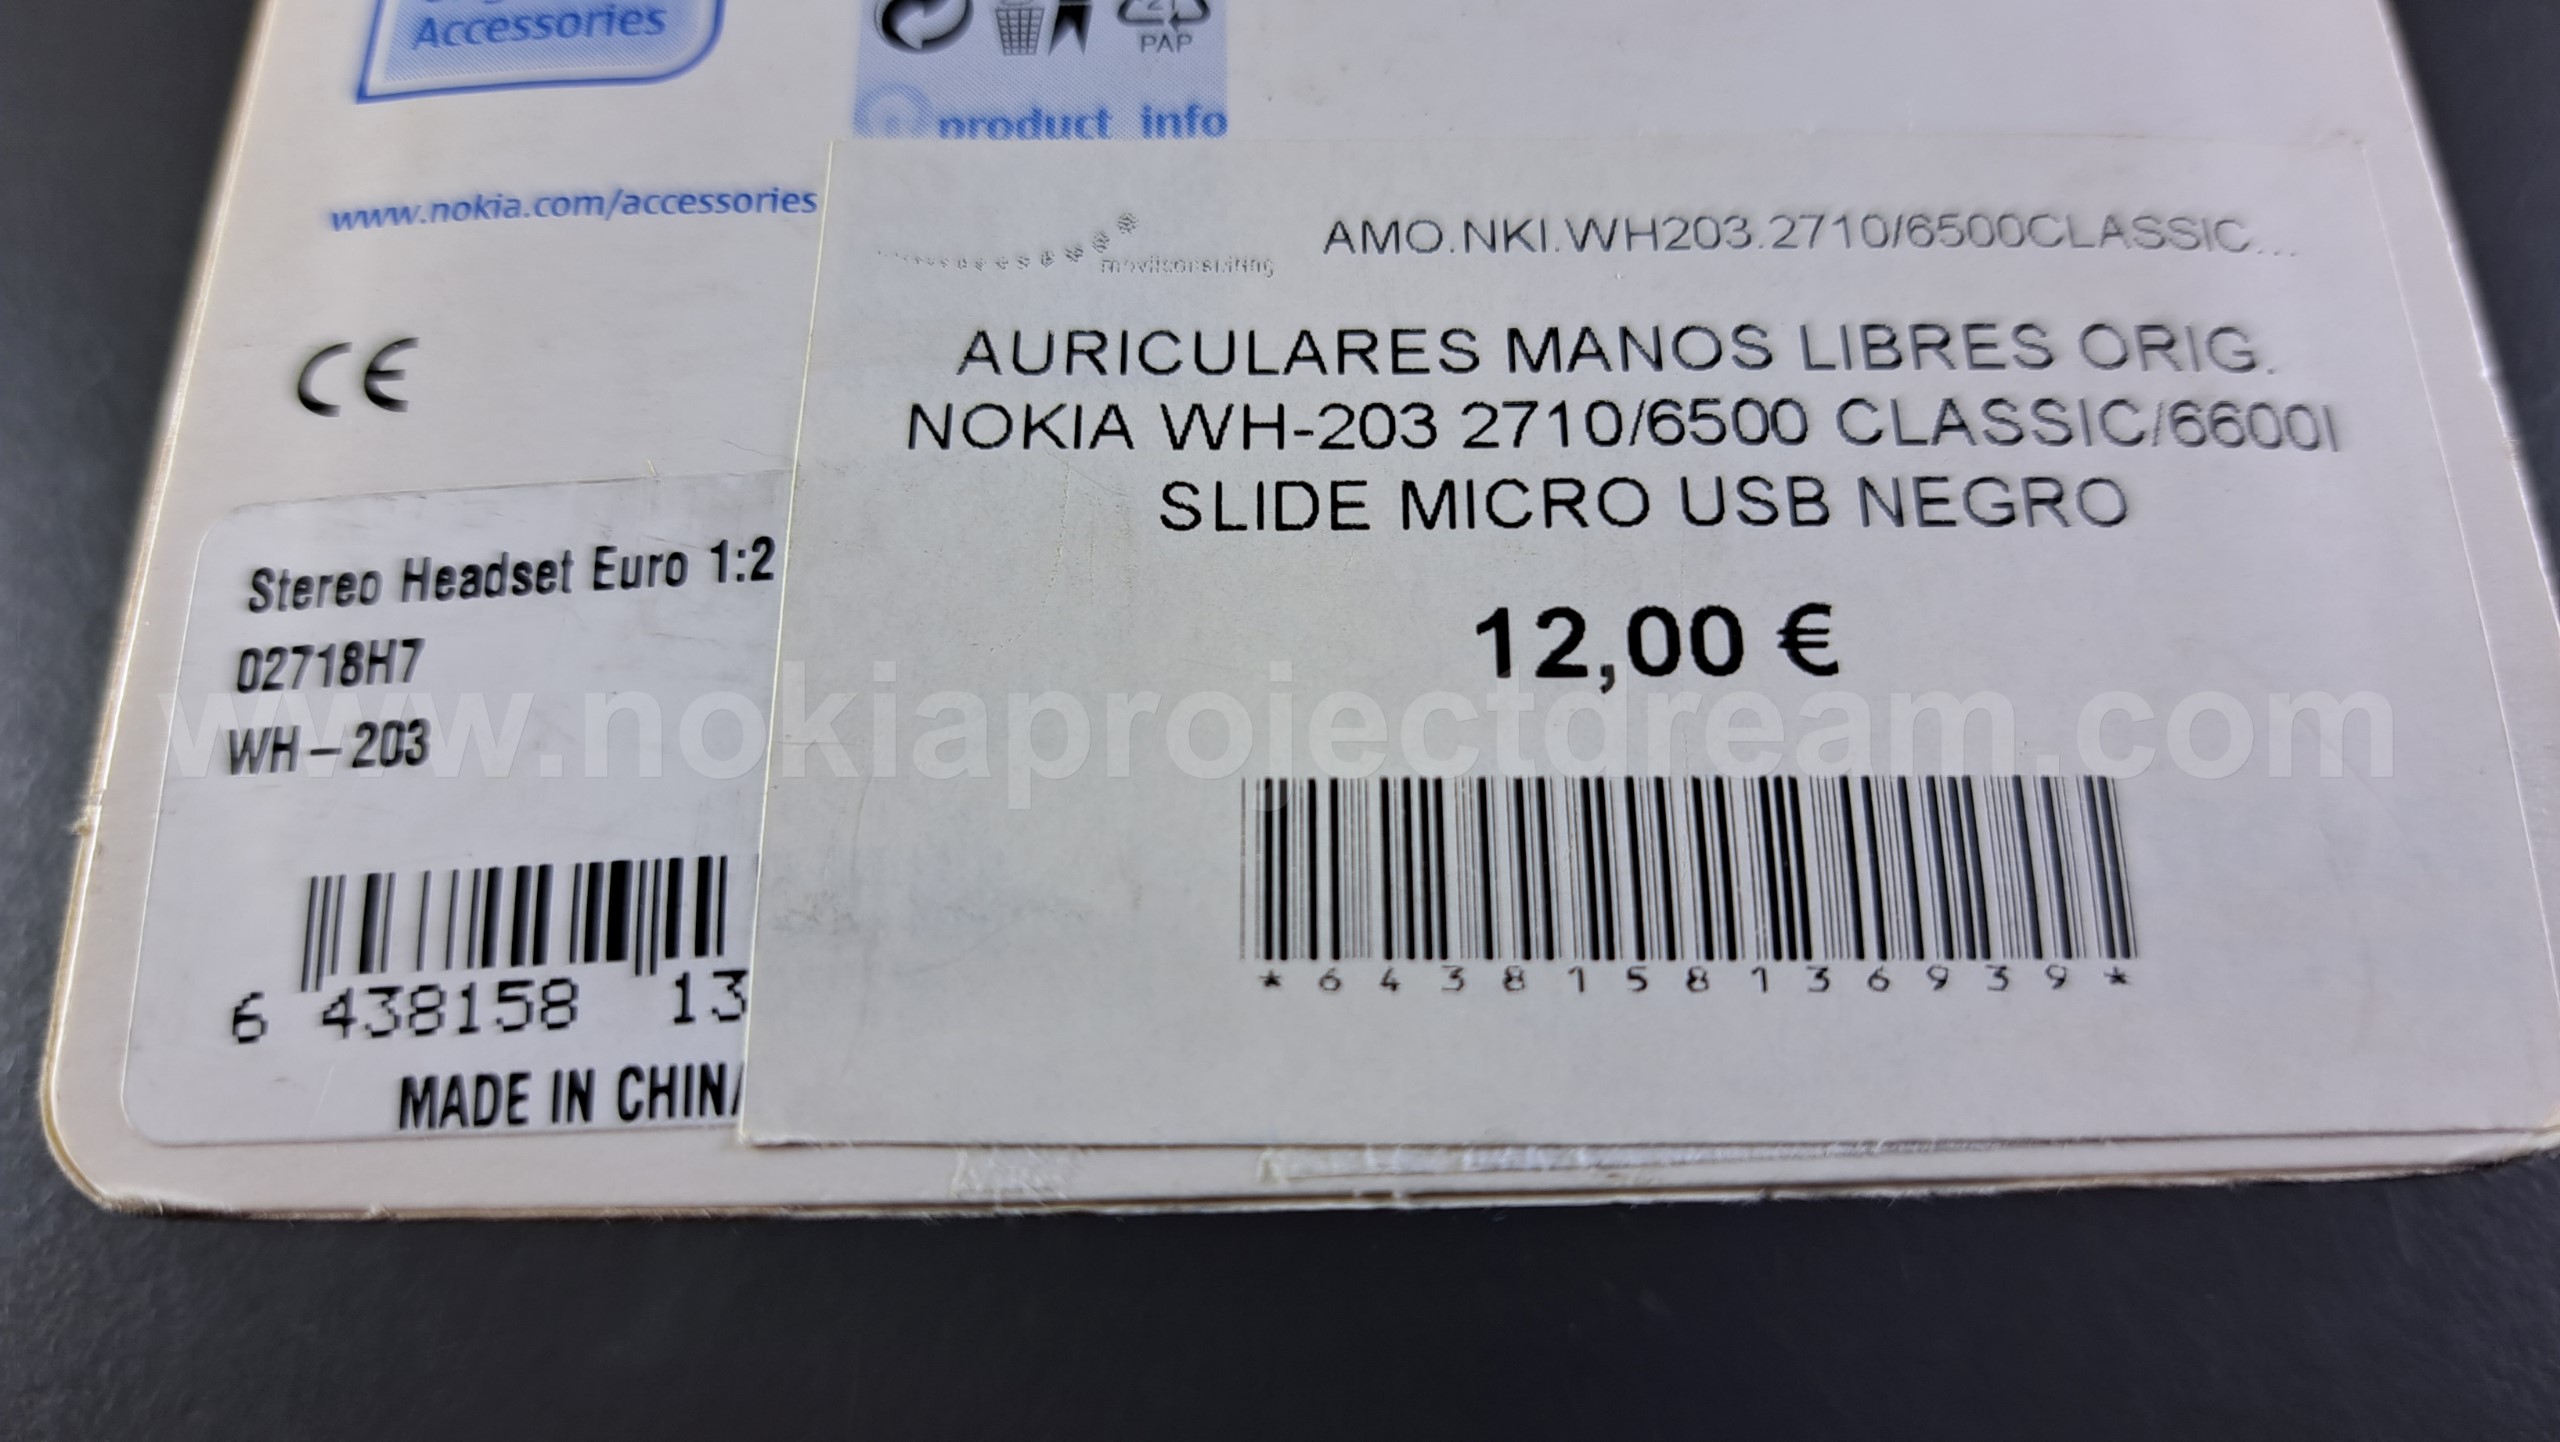 Accessories
PAP
product info
www.nokia.com/accessories
CE
movilconsulting
AMO.NKI.WH203.2710/6500CLASSIC...
AURICULARES MANOS LIBRES ORIG.
NOKIA WH-203 2710/6500 CLASSIC/6600I
SLIDE MICRO USB NEGRO
12,00 €
*6438158136939*
Stereo Headset Euro 1:2
02718H7
WH-203
6 438158 13
MADE IN CHINA
www.nokiaprojectdream.com